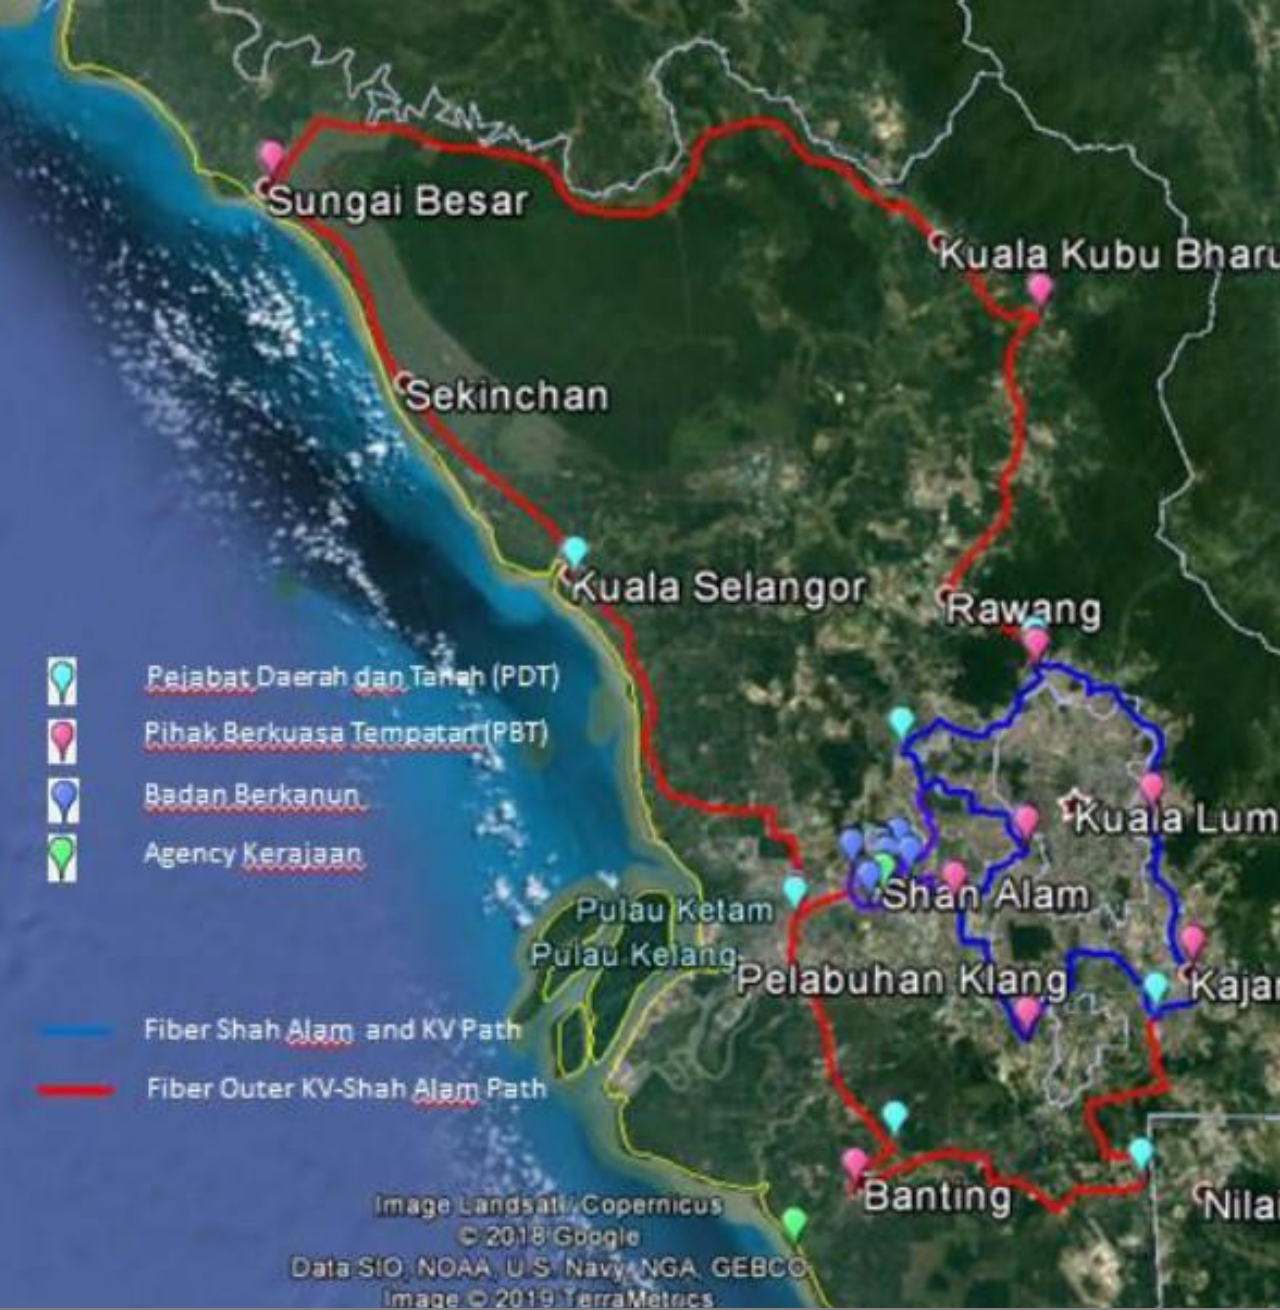 Sungai Besar
Kuala Kubu Bharu
Sekinchan
Kuala Selangor
Rawang
Pejabat Daerah dan Tanah (PDT)
Pihak Berkuasa Tempatan (PBT)
Badan Berkanun
Agency Kerajaan
Kuala Lum
Shan Alam
Pulau Ketam
Pulau Kelang
Pelabuhan Klang
Kajan
Fiber Shah Alam and KV Path
Fiber Outer KV-Shah Alam Path
Banting
Nilai
Image Landsat / Copernicus
© 2018 Google
Data SIO, NOAA, U.S. Navy, NGA, GEBCO
Image © 2019 TerraMetrics